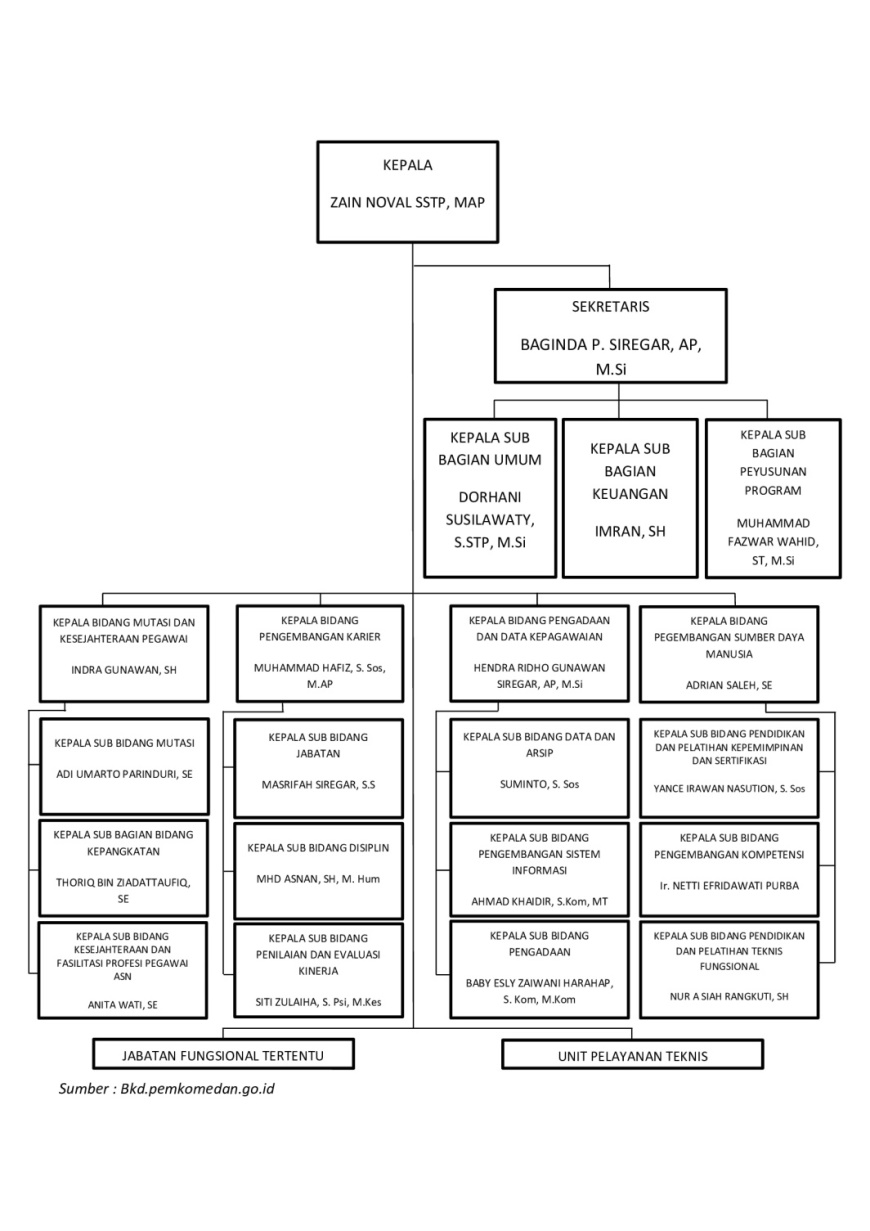 KEPALA
ZAIN NOVAL SSTP, MAP
SEKRETARIS
BAGINDA P. SIREGAR, AP,
M.Si
KEPALA SUB
BAGIAN UMUM
DORHANI
SUSILAWATY,
S.STP, M.Si
KEPALA SUB
BAGIAN
KEUANGAN
IMRAN, SH
KEPALA SUB
BAGIAN
PEYUSUNAN
PROGRAM
MUHAMMAD
FAZWAR WAHID,
ST, M.Si
KEPALA BIDANG MUTASI DAN
KESEJAHTERAAN PEGAWAI
INDRA GUNAWAN, SH
KEPALA BIDANG
PENGEMBANGAN KARIER
MUHAMMAD HAFIZ, S. Sos,
M.AP
KEPALA BIDANG PENGADAAN
DAN DATA KEPAGAWAIAN
HENDRA RIDHO GUNAWAN
SIREGAR, AP, M.Si
KEPALA BIDANG
PEGEMBANGAN SUMBER DAYA
MANUSIA
ADRIAN SALEH, SE
KEPALA SUB BIDANG MUTASI
ADI UMARTO PARINDURI, SE
KEPALA SUB BIDANG
JABATAN
MASRIFAH SIREGAR, S.S
KEPALA SUB BIDANG DATA DAN
ARSIP
SUMINTO, S. Sos
KEPALA SUB BIDANG PENDIDIKAN
DAN PELATIHAN KEPEMIMPINAN
DAN SERTIFIKASI
YANCE IRAWAN NASUTION, S. Sos
KEPALA SUB BAGIAN BIDANG
KEPANGKATAN
THORIQ BIN ZIADATTAUFIQ,
SE
KEPALA SUB BIDANG DISIPLIN
MHD ASNAN, SH, M. Hum
KEPALA SUB BIDANG
PENGEMBANGAN SISTEM
INFORMASI
AHMAD KHAIDIR, S.Kom, MT
KEPALA SUB BIDANG
PENGEMBANGAN KOMPETENSI
Ir. NETTI EFRIDAWATI PURBA
KEPALA SUB BIDANG
KESEJAHTERAAN DAN
FASILITASI PROFESI PEGAWAI
ASN
ANITA WATI, SE
KEPALA SUB BIDANG
PENILAIAN DAN EVALUASI
KINERJA
SITI ZULAIHA, S. Psi, M.Kes
KEPALA SUB BIDANG
PENGADAAN
BABY ESLY ZAIWANI HARAHAP,
S. Kom, M.Kom
KEPALA SUB BIDANG PENDIDIKAN
DAN PELATIHAN TEKNIS
FUNGSIONAL
NUR A SIAH RANGKUTI, SH
JABATAN FUNGSIONAL TERTENTU
UNIT PELAYANAN TEKNIS
Sumber : Bkd.pemkomedan.go.id